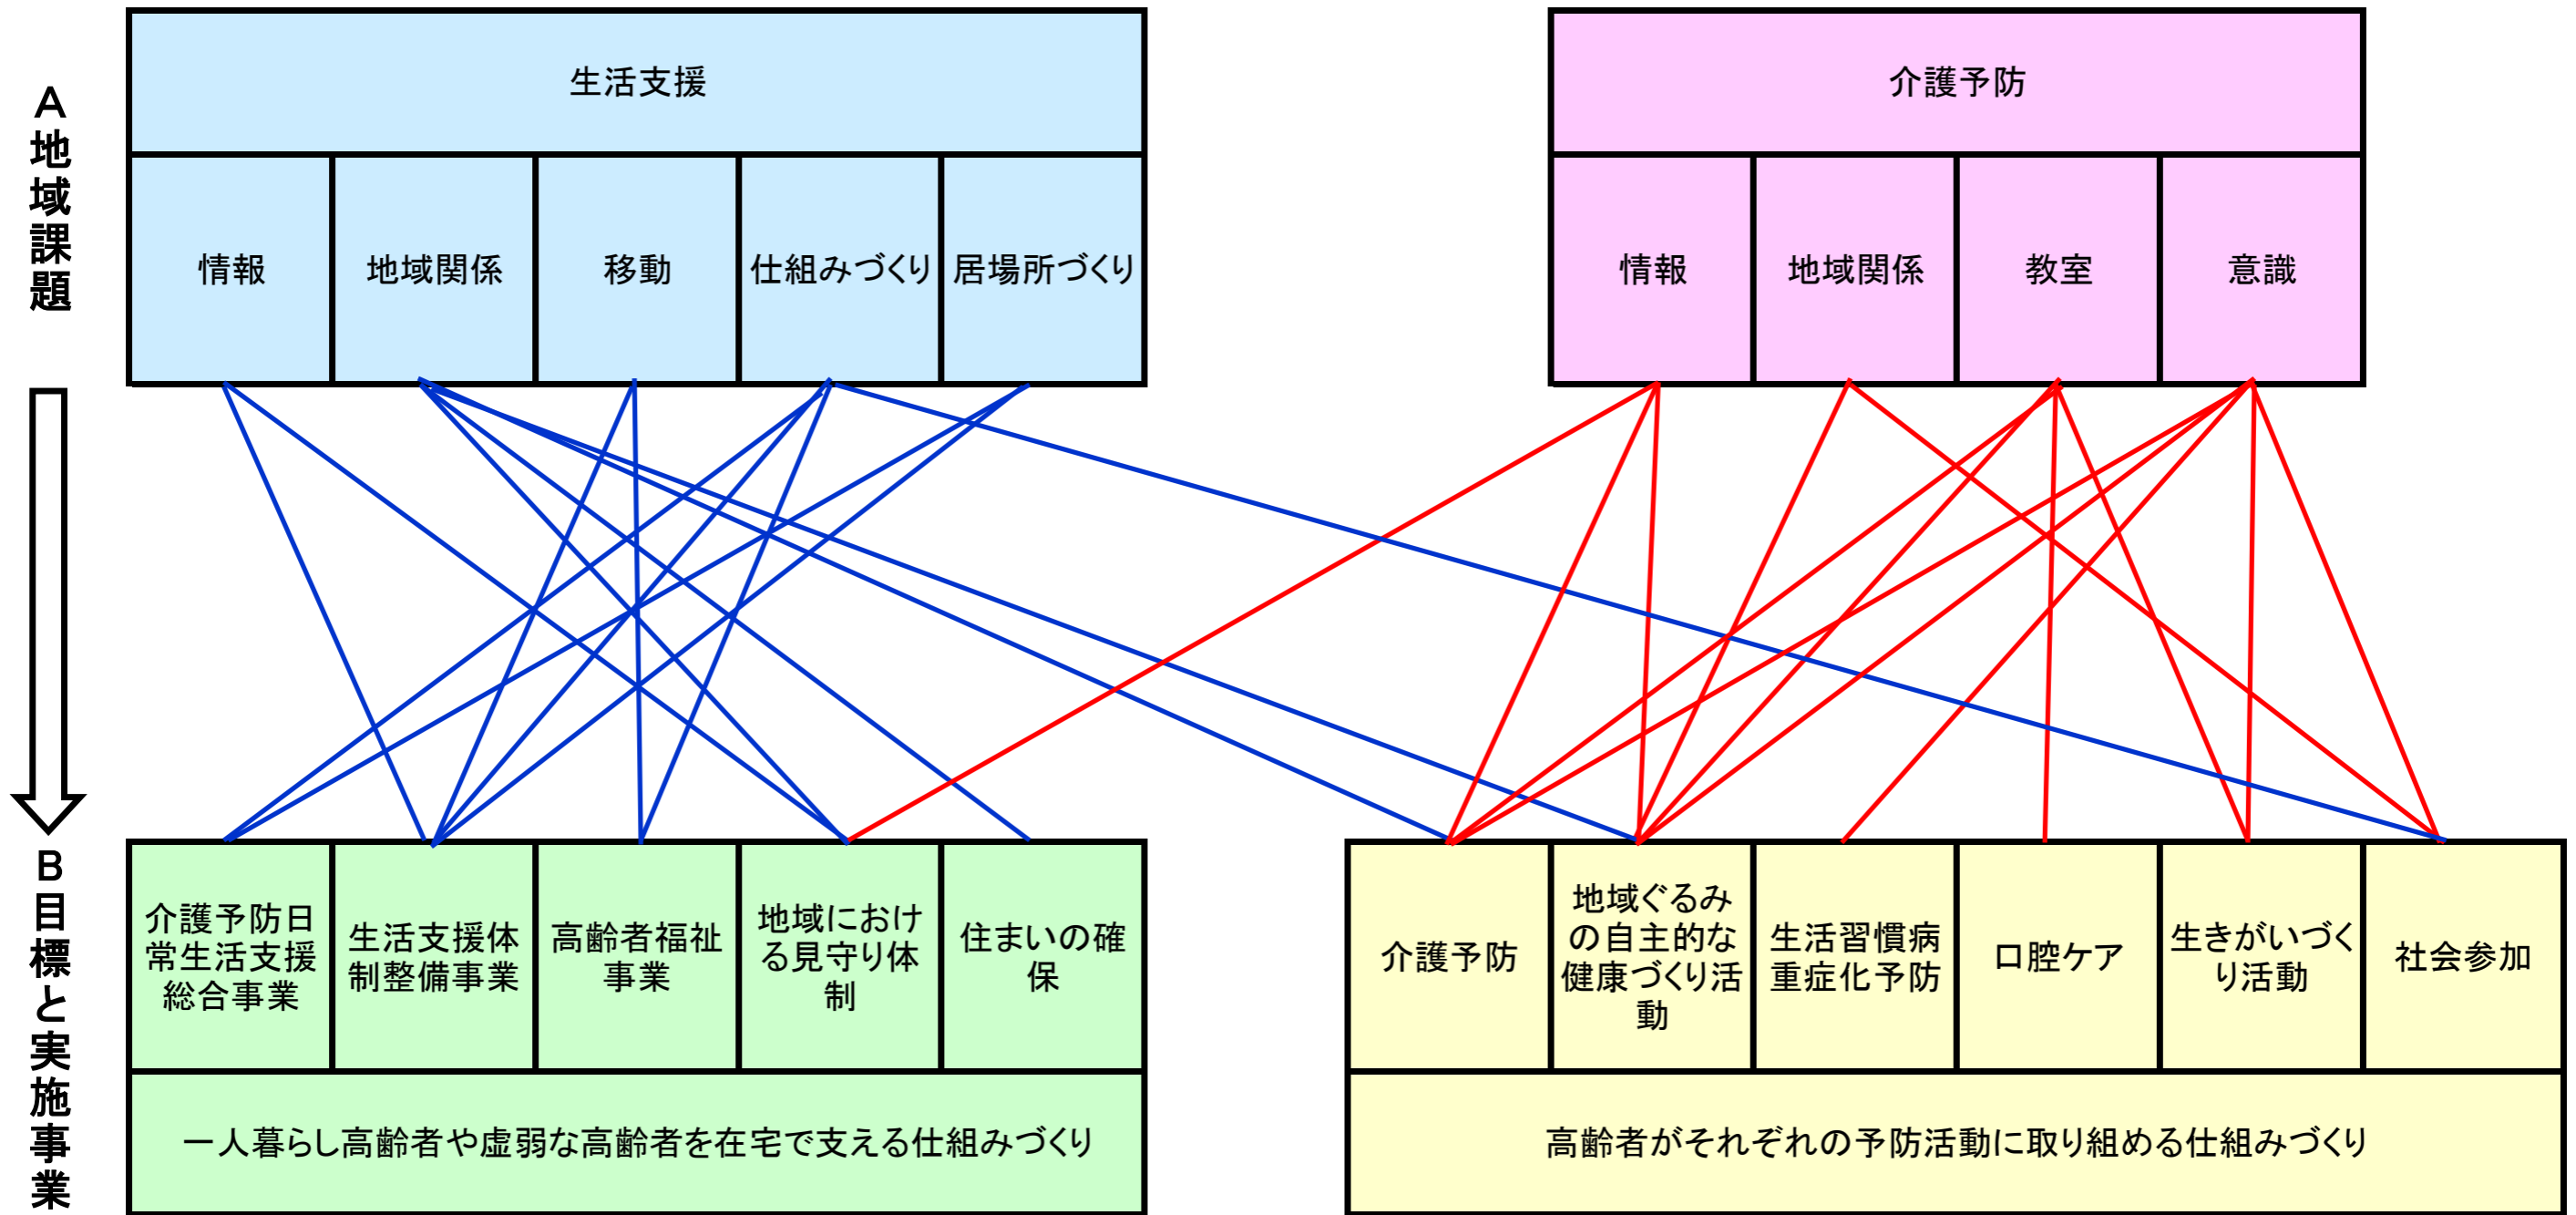 A地域課題
生活支援
介護予防
情報
地域関係
移動
仕組みづくり
居場所づくり
情報
地域関係
教室
意識
B目標と実施事業
介護予防日
常生活支援
総合事業
生活支援体
制整備事業
高齢者福祉
事業
地域におけ
る見守り体
制
住まいの確
保
介護予防
地域ぐるみ
の自主的な
健康づくり活
動
生活習慣病
重症化予防
口腔ケア
生きがいづく
り活動
社会参加
一人暮らし高齢者や虚弱な高齢者を在宅で支える仕組みづくり
高齢者がそれぞれの予防活動に取り組める仕組みづくり